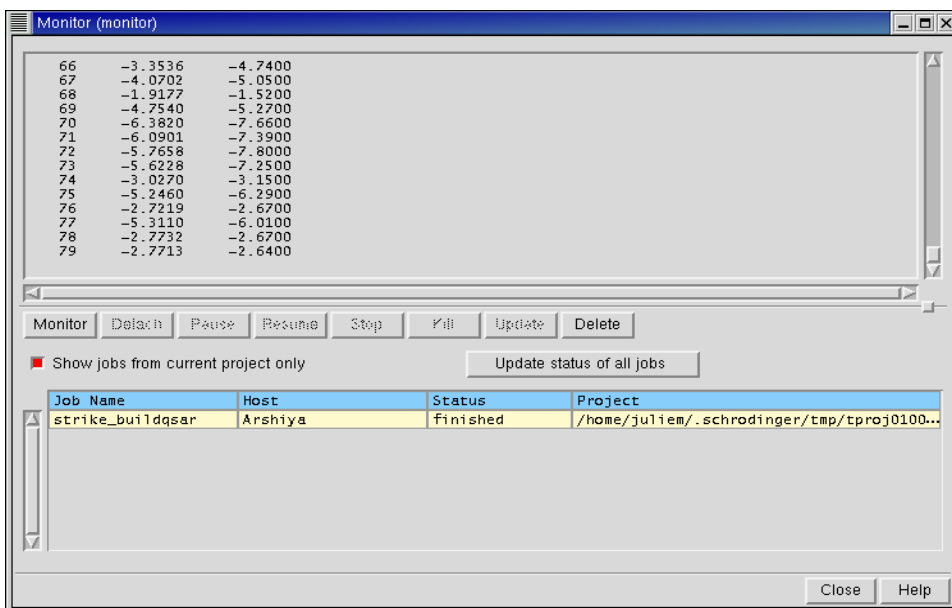 Monitor (monitor)
66 -3.3536 -4.7400
67 -4.0702 -5.0500
68 -1.9177 -1.5200
69 -4.7540 -5.2700
70 -6.3820 -7.6600
71 -6.0901 -7.3900
72 -5.7658 -7.8000
73 -5.6228 -7.2500
74 -3.0270 -3.1500
75 -5.2460 -6.2900
76 -2.7219 -2.6700
77 -5.3110 -6.0100
78 -2.7732 -2.6700
79 -2.7713 -2.6400
Monitor Detach Pause Resume Stop Kill Update Delete
Show jobs from current project only Update status of all jobs
Job Name Host Status Project
strike_buildqsar Arshiya finished /home/juliem/.schrodinger/tmp/tproj0100...
Close Help